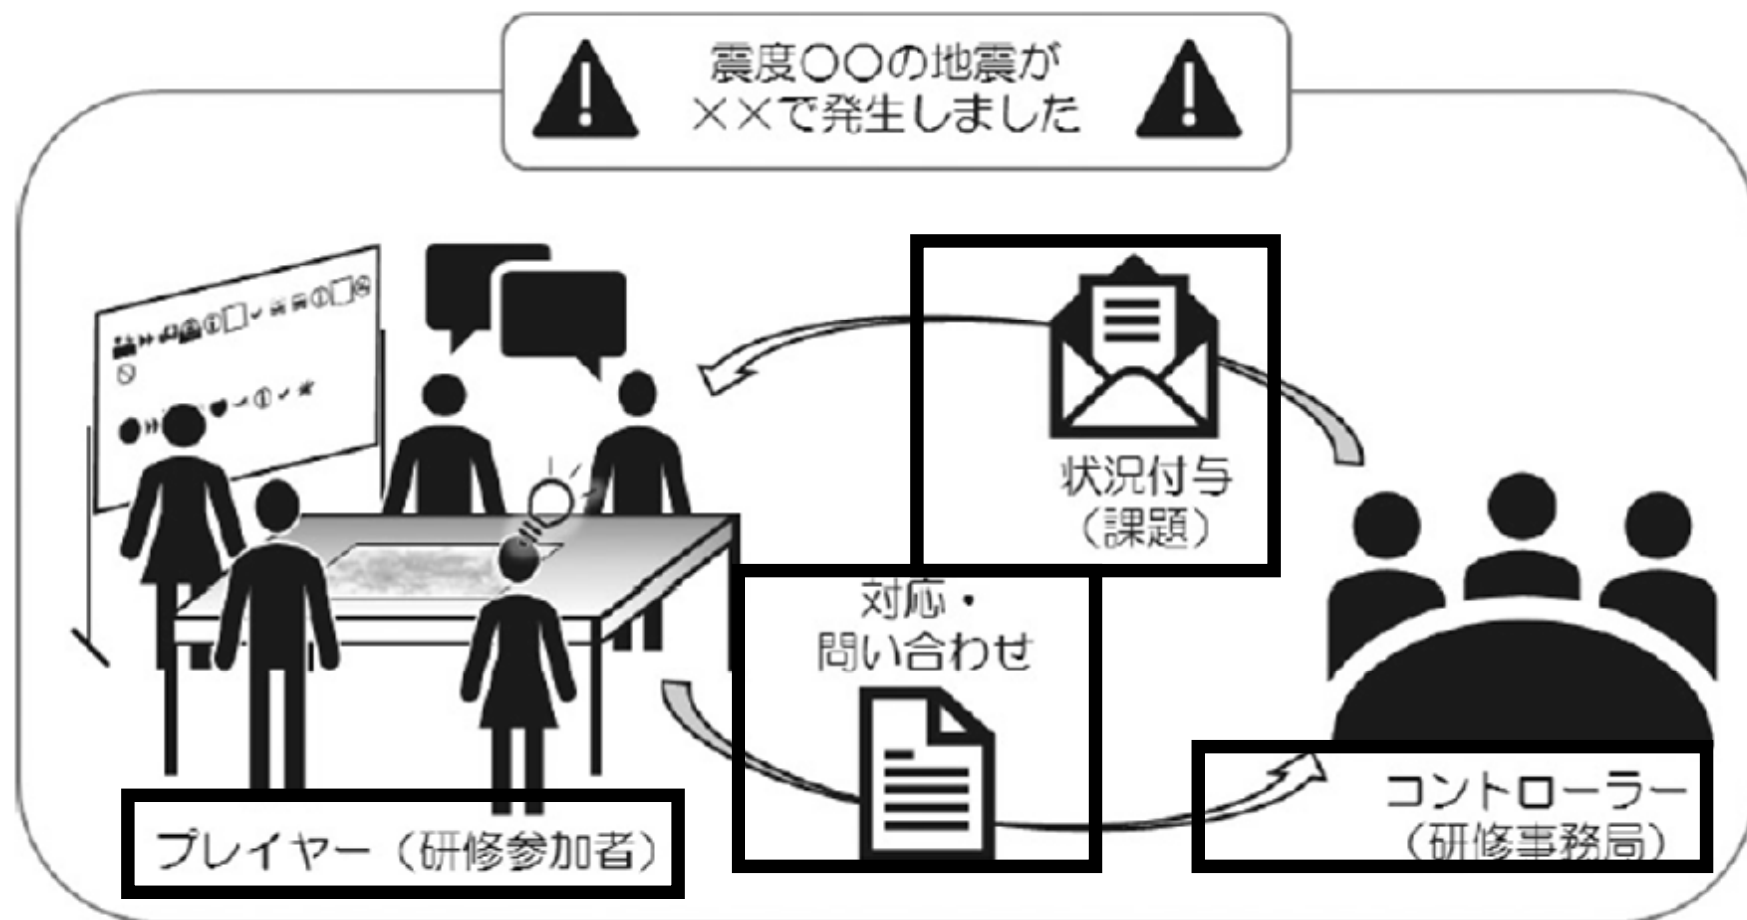 震度〇〇の地震が
××で発生しました
状況付与
（課題）
対応・
問い合わせ
プレイヤー（研修参加者）
コントローラー
（研修事務局）